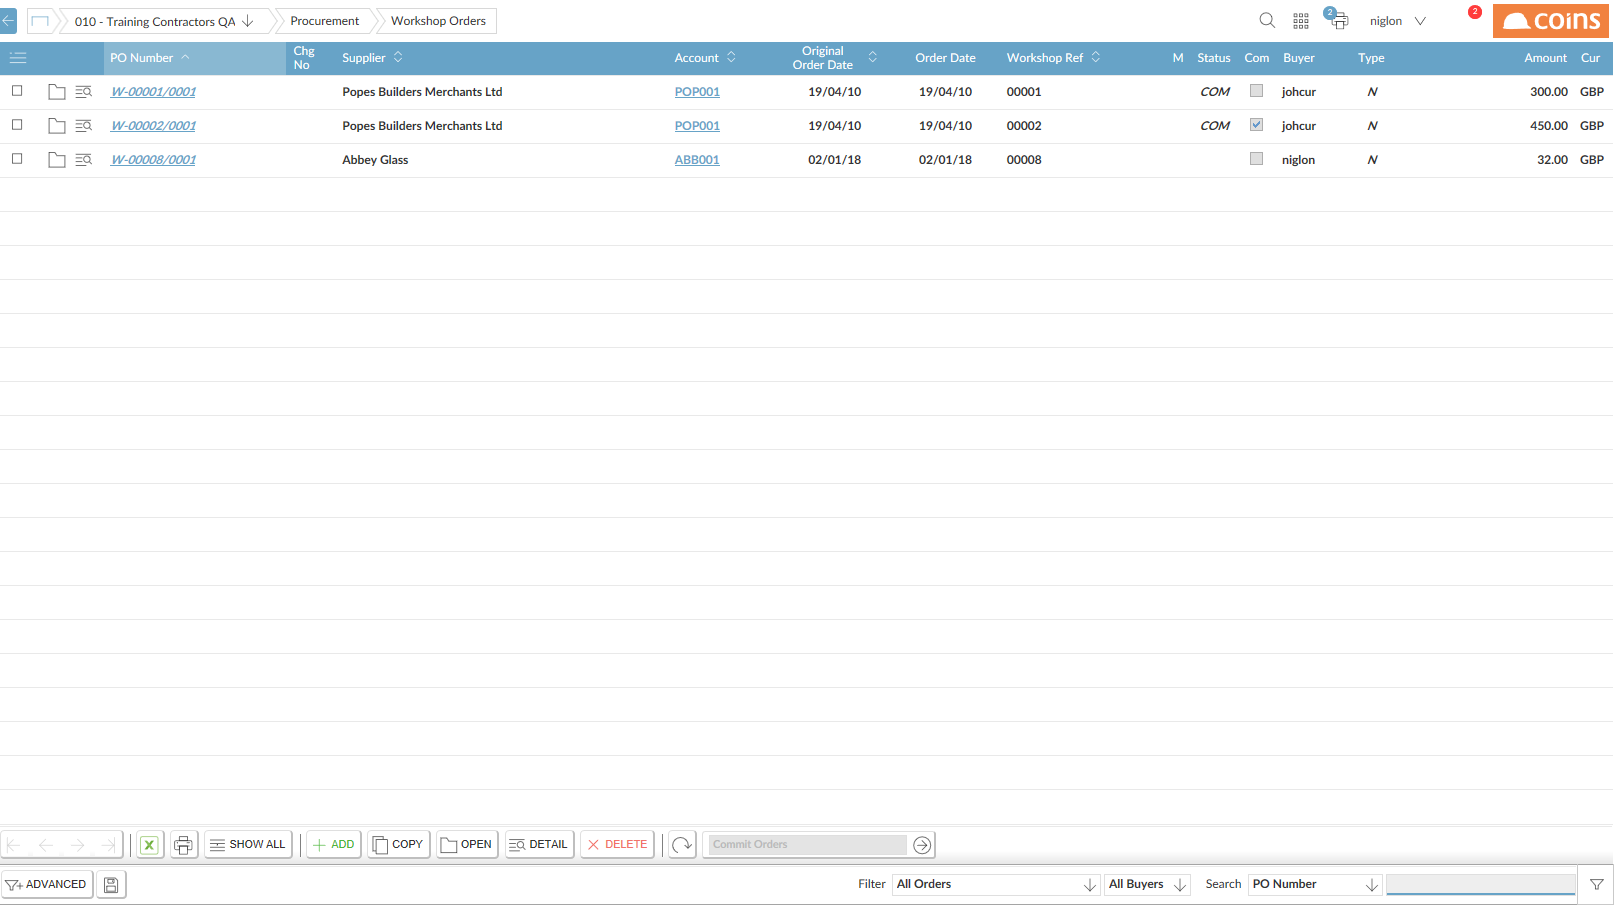 010 - Training Contractors QA
Procurement
Workshop Orders
2
niglon
2
coins
PO Number
Chg No
Supplier
Account
Original Order Date
Order Date
Workshop Ref
M
Status
Com
Buyer
Type
Amount
Cur
W-00001/0001 Popes Builders Merchants Ltd POP001 19/04/10 19/04/10 00001 COM johcur N 300.00 GBP
W-00002/0001 Popes Builders Merchants Ltd POP001 19/04/10 19/04/10 00002 COM johcur N 450.00 GBP
W-00008/0001 Abbey Glass ABB001 02/01/18 02/01/18 00008 niglon N 32.00 GBP
X SHOW ALL ADD COPY OPEN DETAIL DELETE Commit Orders
ADVANCED Filter All Orders All Buyers Search PO Number